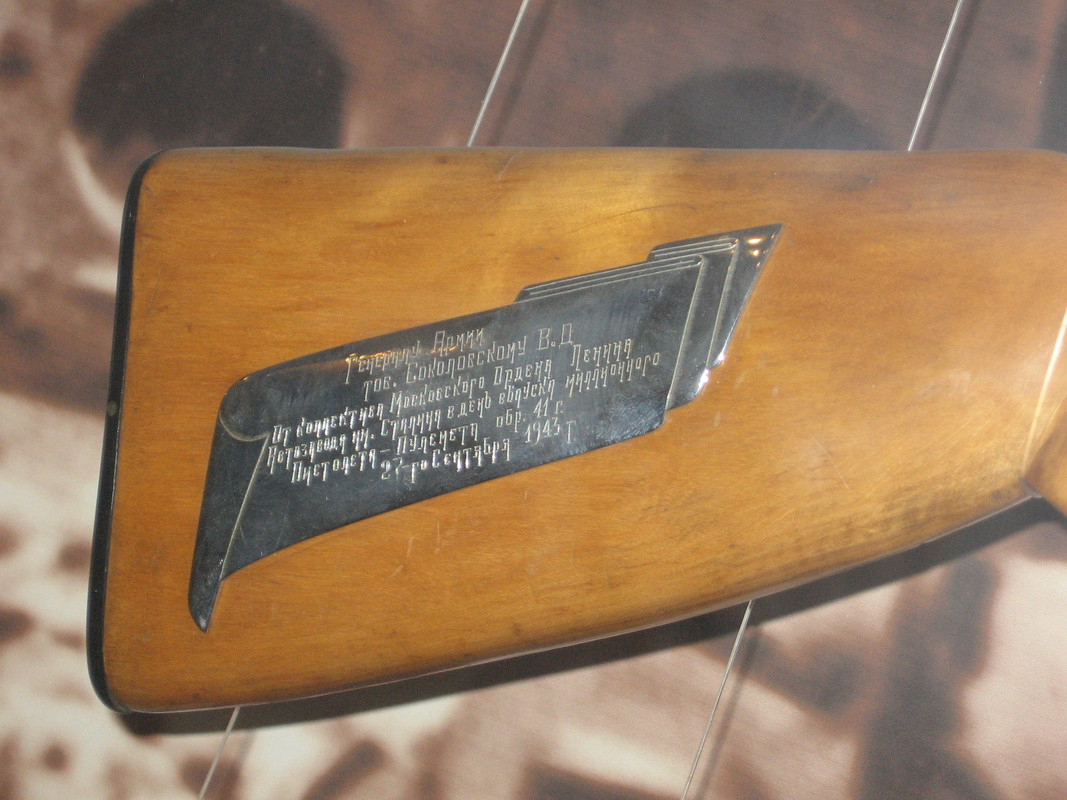 Генералу Армии
тов. Соколовскому В.Д.
От коллектива Московского Ордена Ленина
Автозавода им. Сталина в день выпуска миллионного
Пистолета – Пулемета обр. 41 г.
27-го Сентября 1943 г